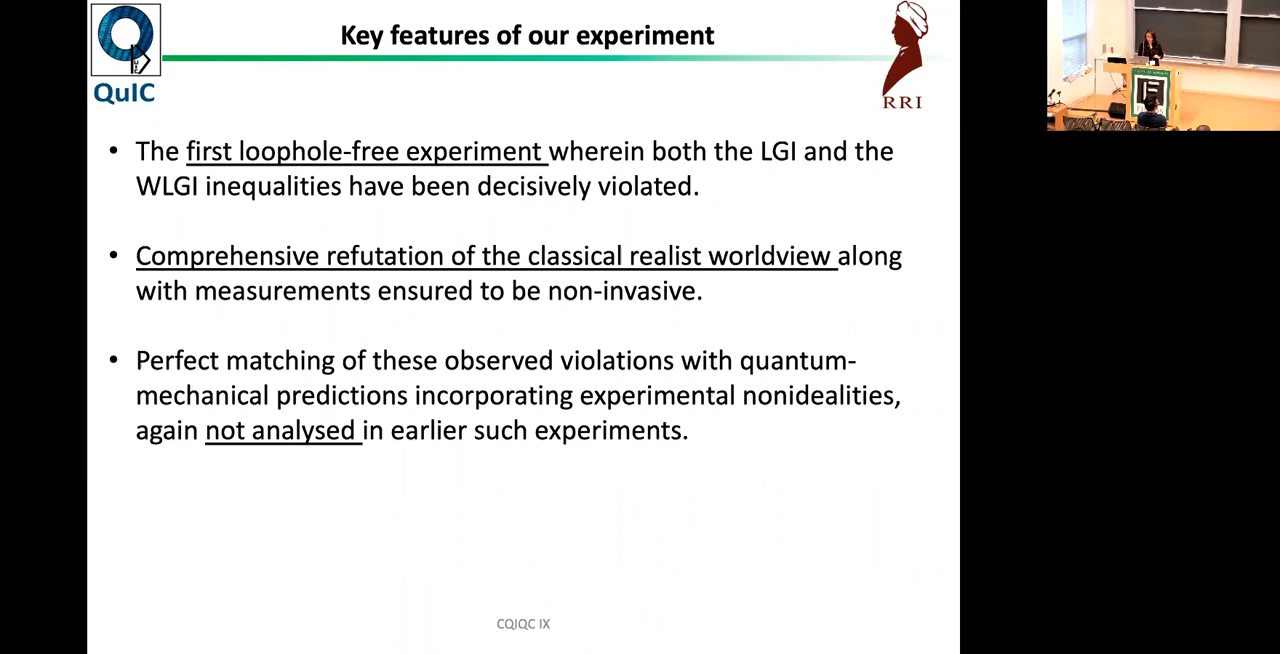 Key features of our experiment
QuIC
RRI
• The first loophole-free experiment wherein both the LGI and the
WLGI inequalities have been decisively violated.
• Comprehensive refutation of the classical realist worldview along
with measurements ensured to be non-invasive.
• Perfect matching of these observed violations with quantum-
mechanical predictions incorporating experimental nonidealities,
again not analysed in earlier such experiments.
CQIQC IX